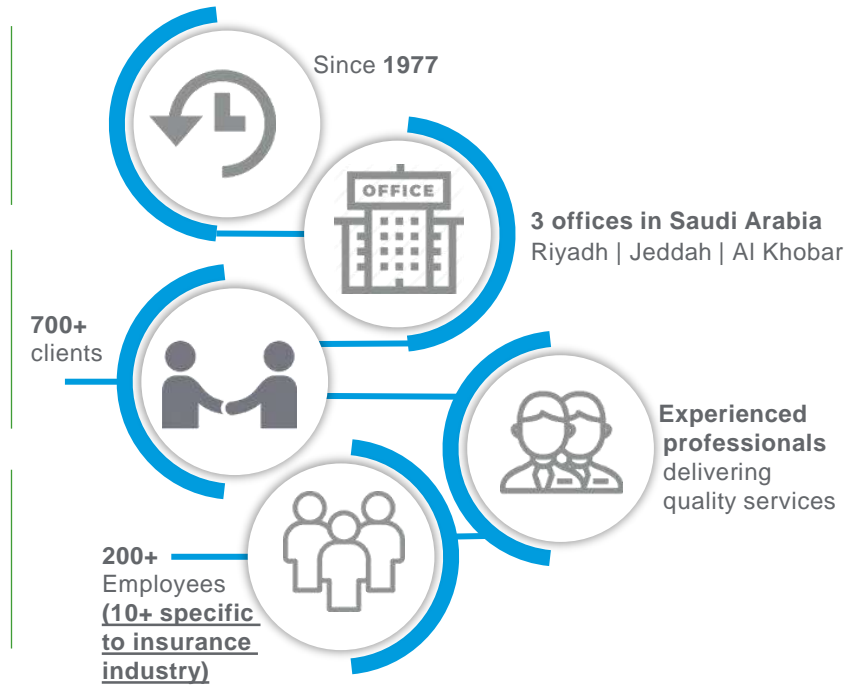 Since 1977
OFFICE
3 offices in Saudi Arabia
Riyadh | Jeddah | Al Khobar
700+
clients
Experienced
professionals
delivering
quality services
200+
Employees
(10+ specific
to insurance
industry)